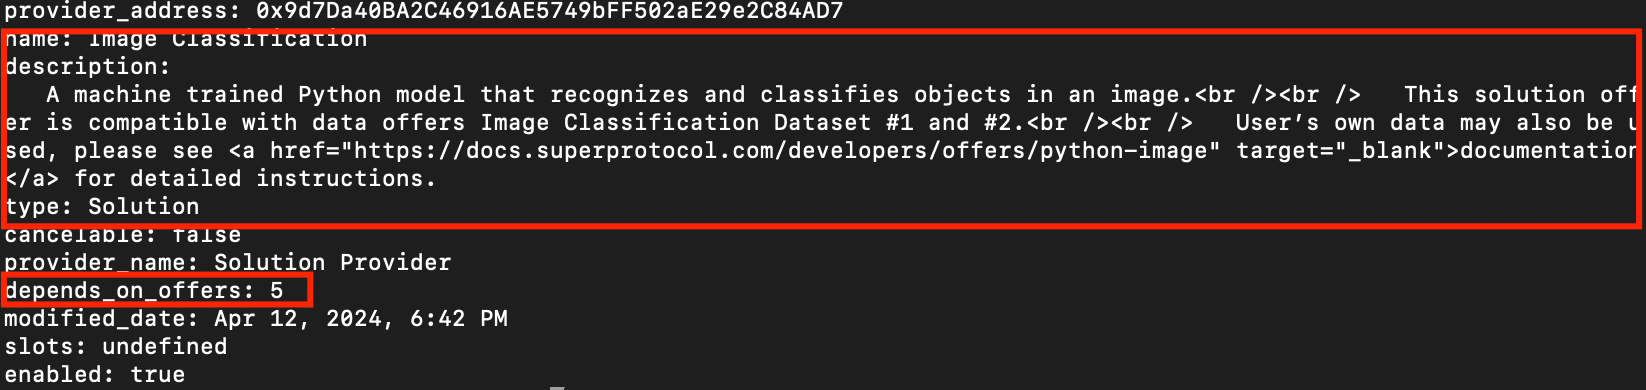 provider_address: 0x9d7Da40BA2C46916AE5749bFF502aE29e2C84AD7
name: Image Classification
description:
   A machine trained Python model that recognizes and classifies objects in an image.<br /><br />   This solution off
er is compatible with data offers Image Classification Dataset #1 and #2.<br /><br />   User’s own data may also be u
sed, please see <a href="https://docs.superprotocol.com/developers/offers/python-image" target="_blank">documentation
</a> for detailed instructions.
type: Solution
cancelable: false
provider_name: Solution Provider
depends_on_offers: 5
modified_date: Apr 12, 2024, 6:42 PM
slots: undefined
enabled: true